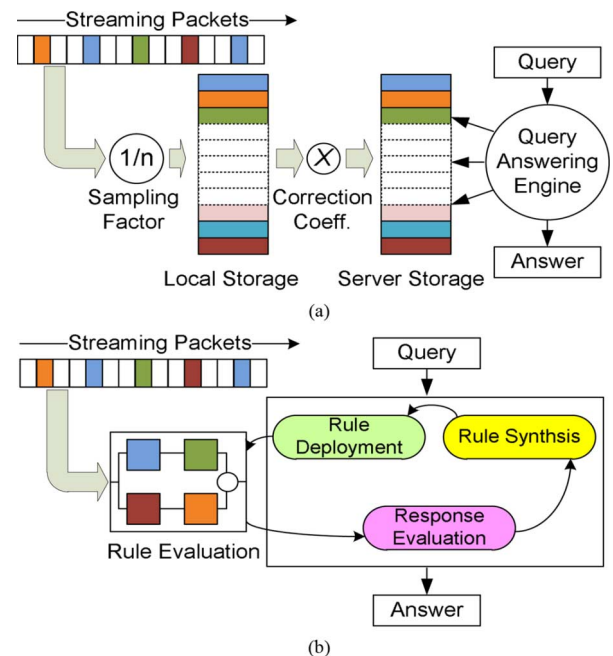 Streaming Packets
Query
1/n
X
Query
Answering
Engine
Sampling
Factor
Correction
Coeff.
Local Storage
Server Storage
Answer
(a)
Streaming Packets
Query
Rule
Deployment
Rule Synthsis
Response
Evaluation
Rule Evaluation
Answer
(b)